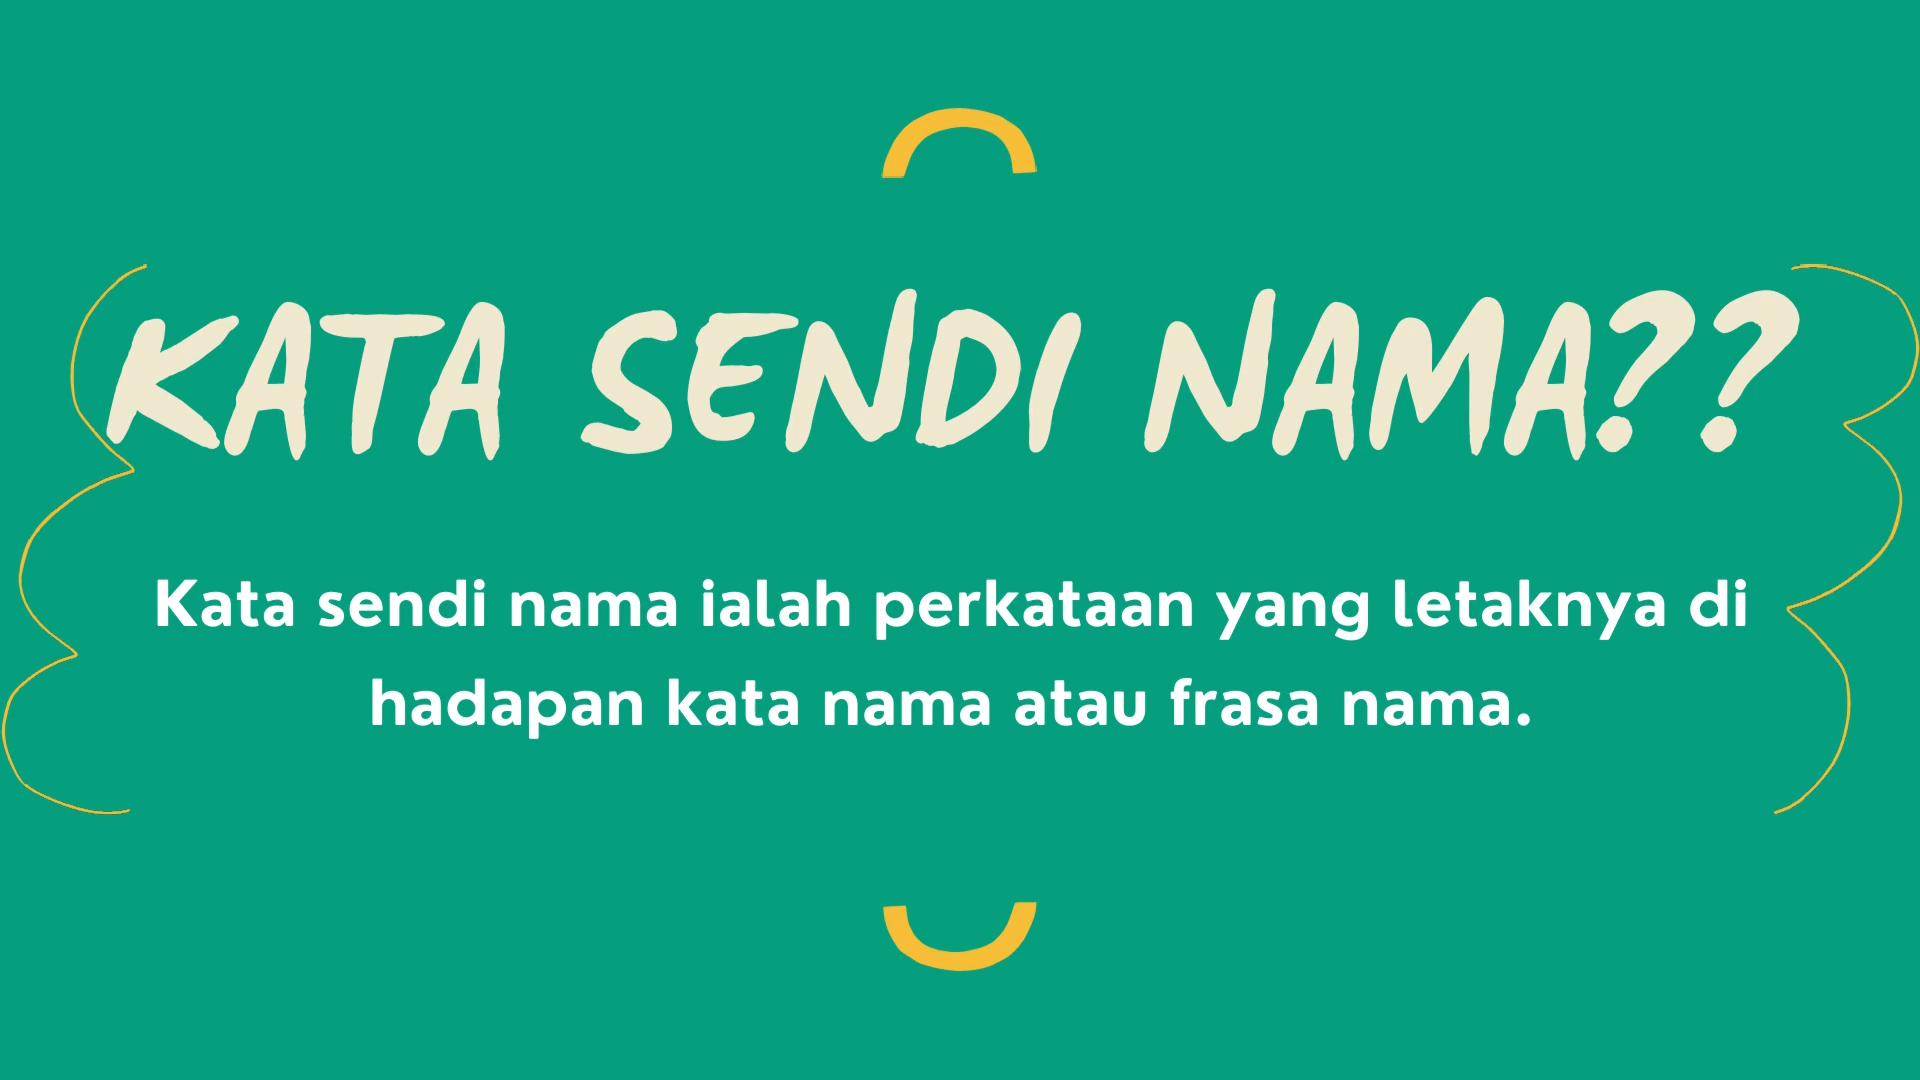 KATA SENDI NAMA??
Kata sendi nama ialah perkataan yang letaknya di
hadapan kata nama atau frasa nama.